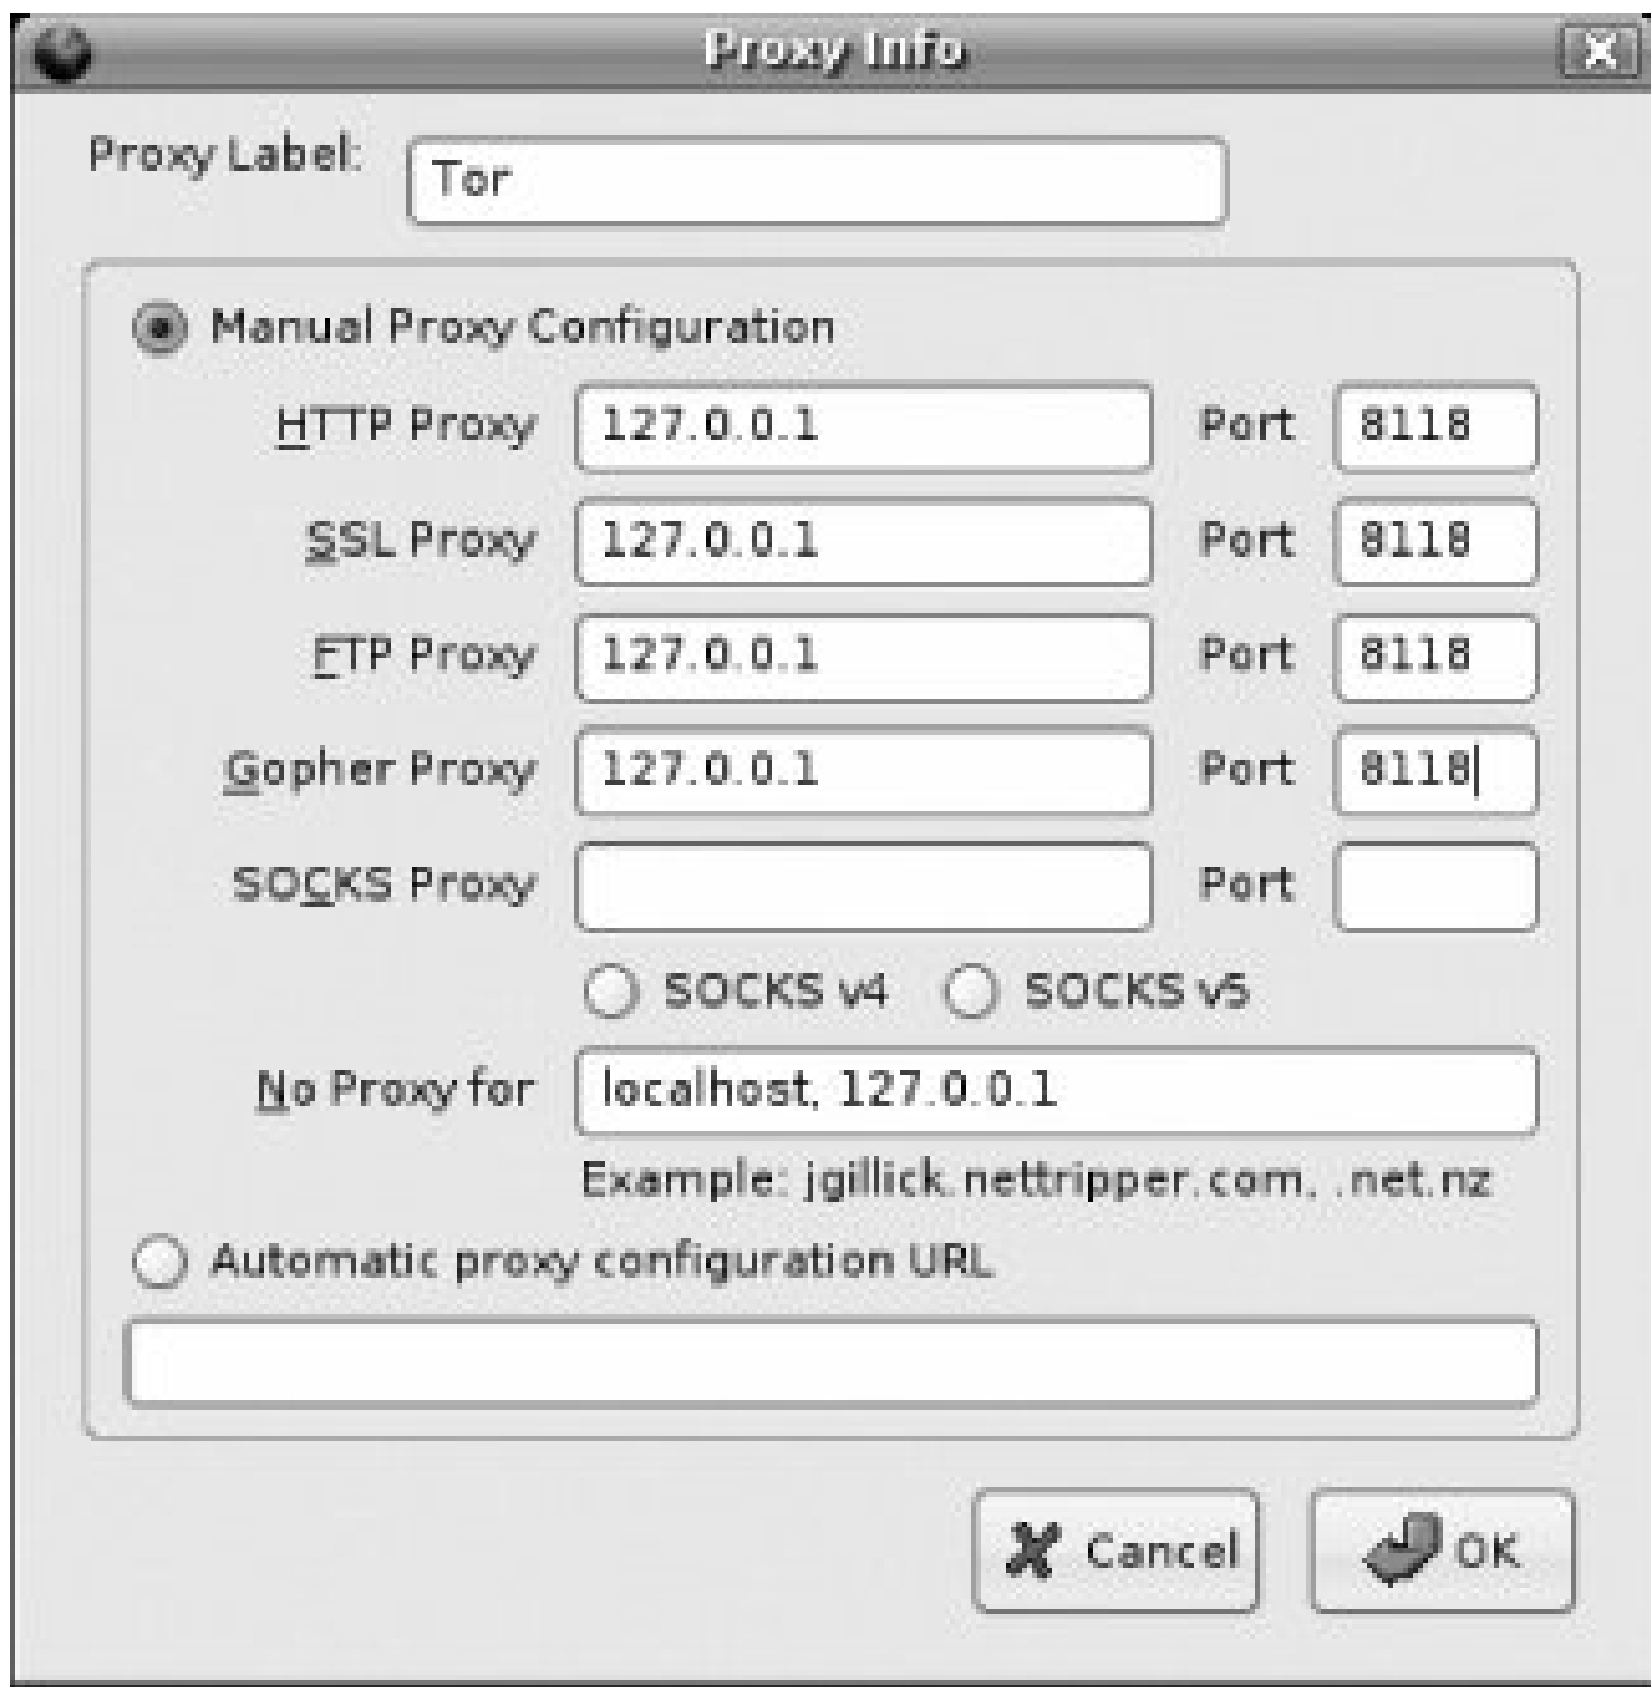 Proxy Info
Proxy Label: Tor
Manual Proxy Configuration
HTTP Proxy 127.0.0.1 Port 8118
SSL Proxy 127.0.0.1 Port 8118
FTP Proxy 127.0.0.1 Port 8118
Gopher Proxy 127.0.0.1 Port 8118
SOCKS Proxy Port
SOCKS v4 SOCKS v5
No Proxy for localhost, 127.0.0.1
Example: jgillick.nettripper.com, .net.nz
Automatic proxy configuration URL
Cancel OK